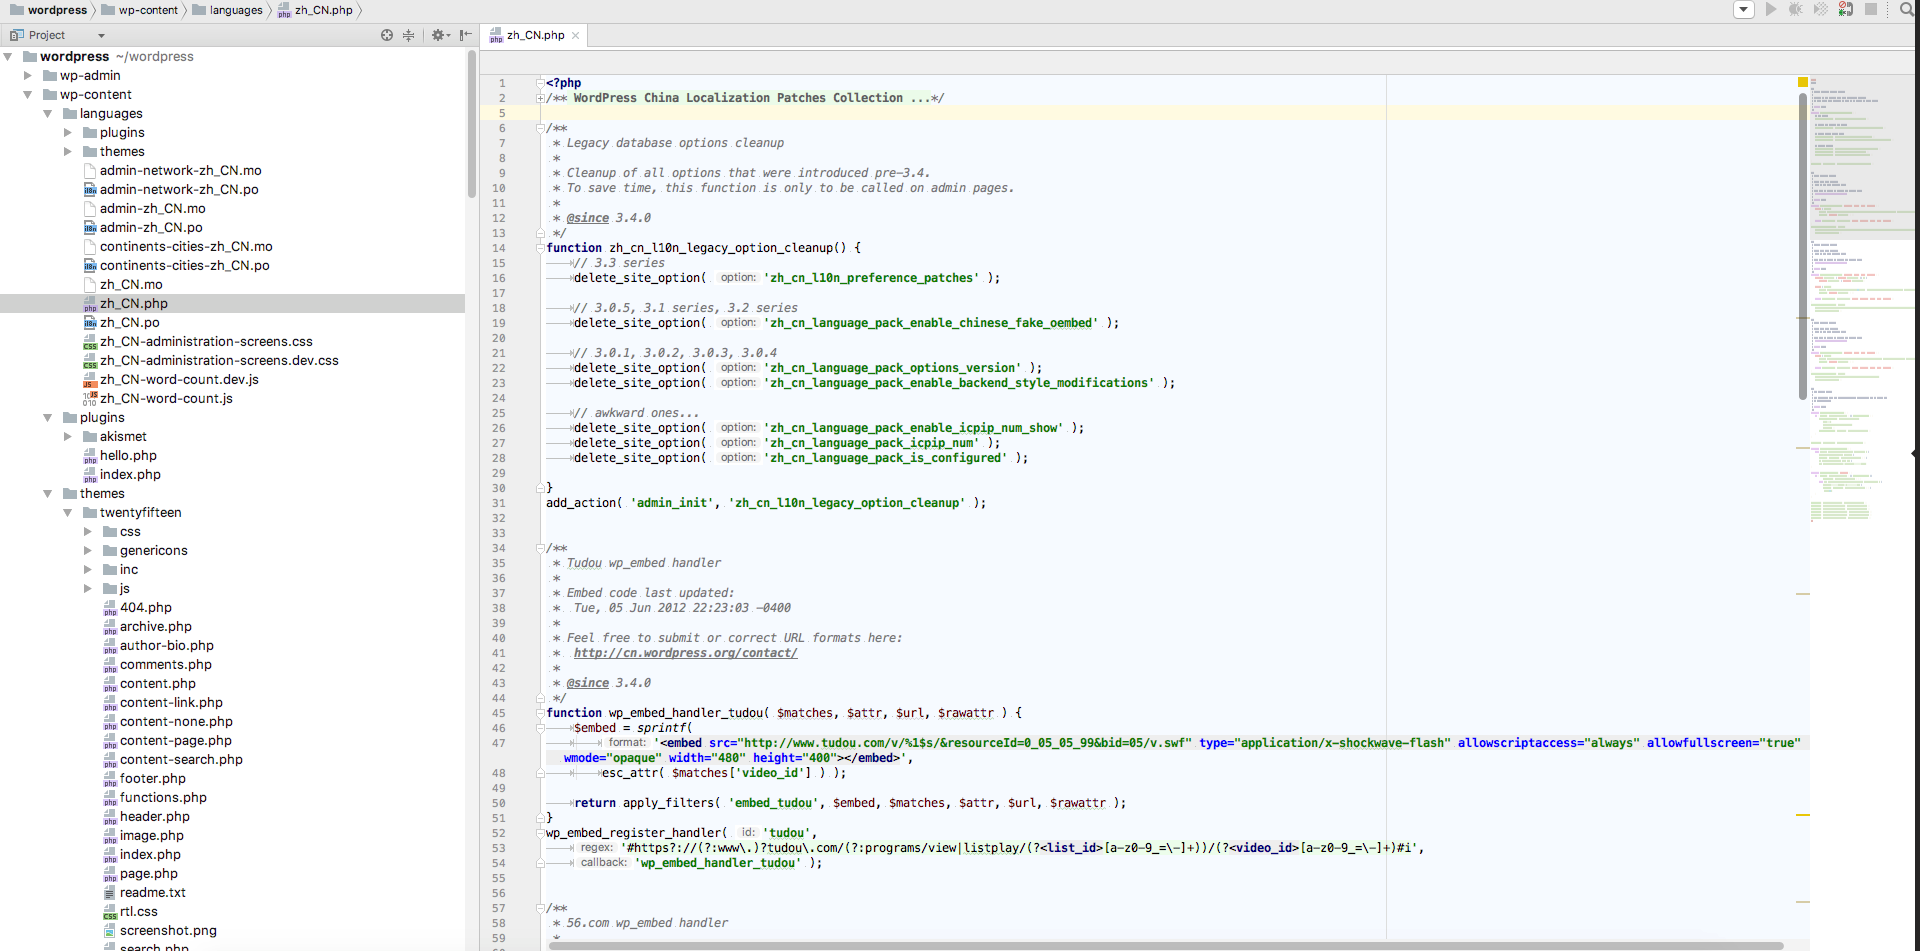 wordpress wp-content languages zh_CN.php
Project
zh_CN.php
wordpress ~/wordpress
wp-admin
wp-content
languages
plugins
themes
admin-network-zh_CN.mo
admin-network-zh_CN.po
admin-zh_CN.mo
admin-zh_CN.po
continents-cities-zh_CN.mo
continents-cities-zh_CN.po
zh_CN.mo
zh_CN.php
zh_CN.po
zh_CN-administration-screens.css
zh_CN-administration-screens.dev.css
zh_CN-word-count.dev.js
zh_CN-word-count.js
plugins
akismet
hello.php
index.php
themes
twentyfifteen
css
genericons
inc
js
404.php
archive.php
author-bio.php
comments.php
content.php
content-link.php
content-none.php
content-page.php
content-search.php
footer.php
functions.php
header.php
image.php
index.php
page.php
readme.txt
rtl.css
screenshot.png
search.php
1 <?php
2 /** WordPress China Localization Patches Collection ...*/
5
6 /**
7 * Legacy database options cleanup
8 *
9 * Cleanup of all options that were introduced pre-3.4.
10 * To save time, this function is only to be called on admin pages.
11 *
12 * @since 3.4.0
13 */
14 function zh_cn_l10n_legacy_option_cleanup() {
15 // 3.3 series
16 delete_site_option( option: 'zh_cn_l10n_preference_patches' );
17
18 // 3.0.5, 3.1 series, 3.2 series
19 delete_site_option( option: 'zh_cn_language_pack_enable_chinese_fake_oembed' );
20
21 // 3.0.1, 3.0.2, 3.0.3, 3.0.4
22 delete_site_option( option: 'zh_cn_language_pack_options_version' );
23 delete_site_option( option: 'zh_cn_language_pack_enable_backend_style_modifications' );
24
25 // awkward ones...
26 delete_site_option( option: 'zh_cn_language_pack_enable_icpip_num_show' );
27 delete_site_option( option: 'zh_cn_language_pack_icpip_num' );
28 delete_site_option( option: 'zh_cn_language_pack_is_configured' );
29
30 }
31 add_action( 'admin_init', 'zh_cn_l10n_legacy_option_cleanup' );
32
33
34 /**
35 * Tudou wp_embed handler
36 *
37 * Embed code last updated:
38 * Tue, 05 Jun 2012 22:23:03 -0400
39 *
40 * Feel free to submit or correct URL formats here:
41 * http://cn.wordpress.org/contact/
42 *
43 * @since 3.4.0
44 */
45 function wp_embed_handler_tudou( $matches, $attr, $url, $rawattr ) {
46 $embed = sprintf(
47 format: '<embed src="http://www.tudou.com/v/%1$s/&resourceId=0_05_05_99&bid=05/v.swf" type="application/x-shockwave-flash" allowscriptaccess="always" allowfullscreen="true"
wmode="opaque" width="480" height="400"></embed>',
48 esc_attr( $matches['video_id'] ) );
49
50 return apply_filters( 'embed_tudou', $embed, $matches, $attr, $url, $rawattr );
51 }
52 wp_embed_register_handler( id: 'tudou',
53 regex: '#https?://(?:www\.)?tudou\.com/(?:programs/view|listplay/(?<list_id>[a-z0-9_=\-]+))/(?<video_id>[a-z0-9_=\-]+)#i',
54 callback: 'wp_embed_handler_tudou' );
55
56
57 /**
58 * 56.com wp_embed handler
59 *